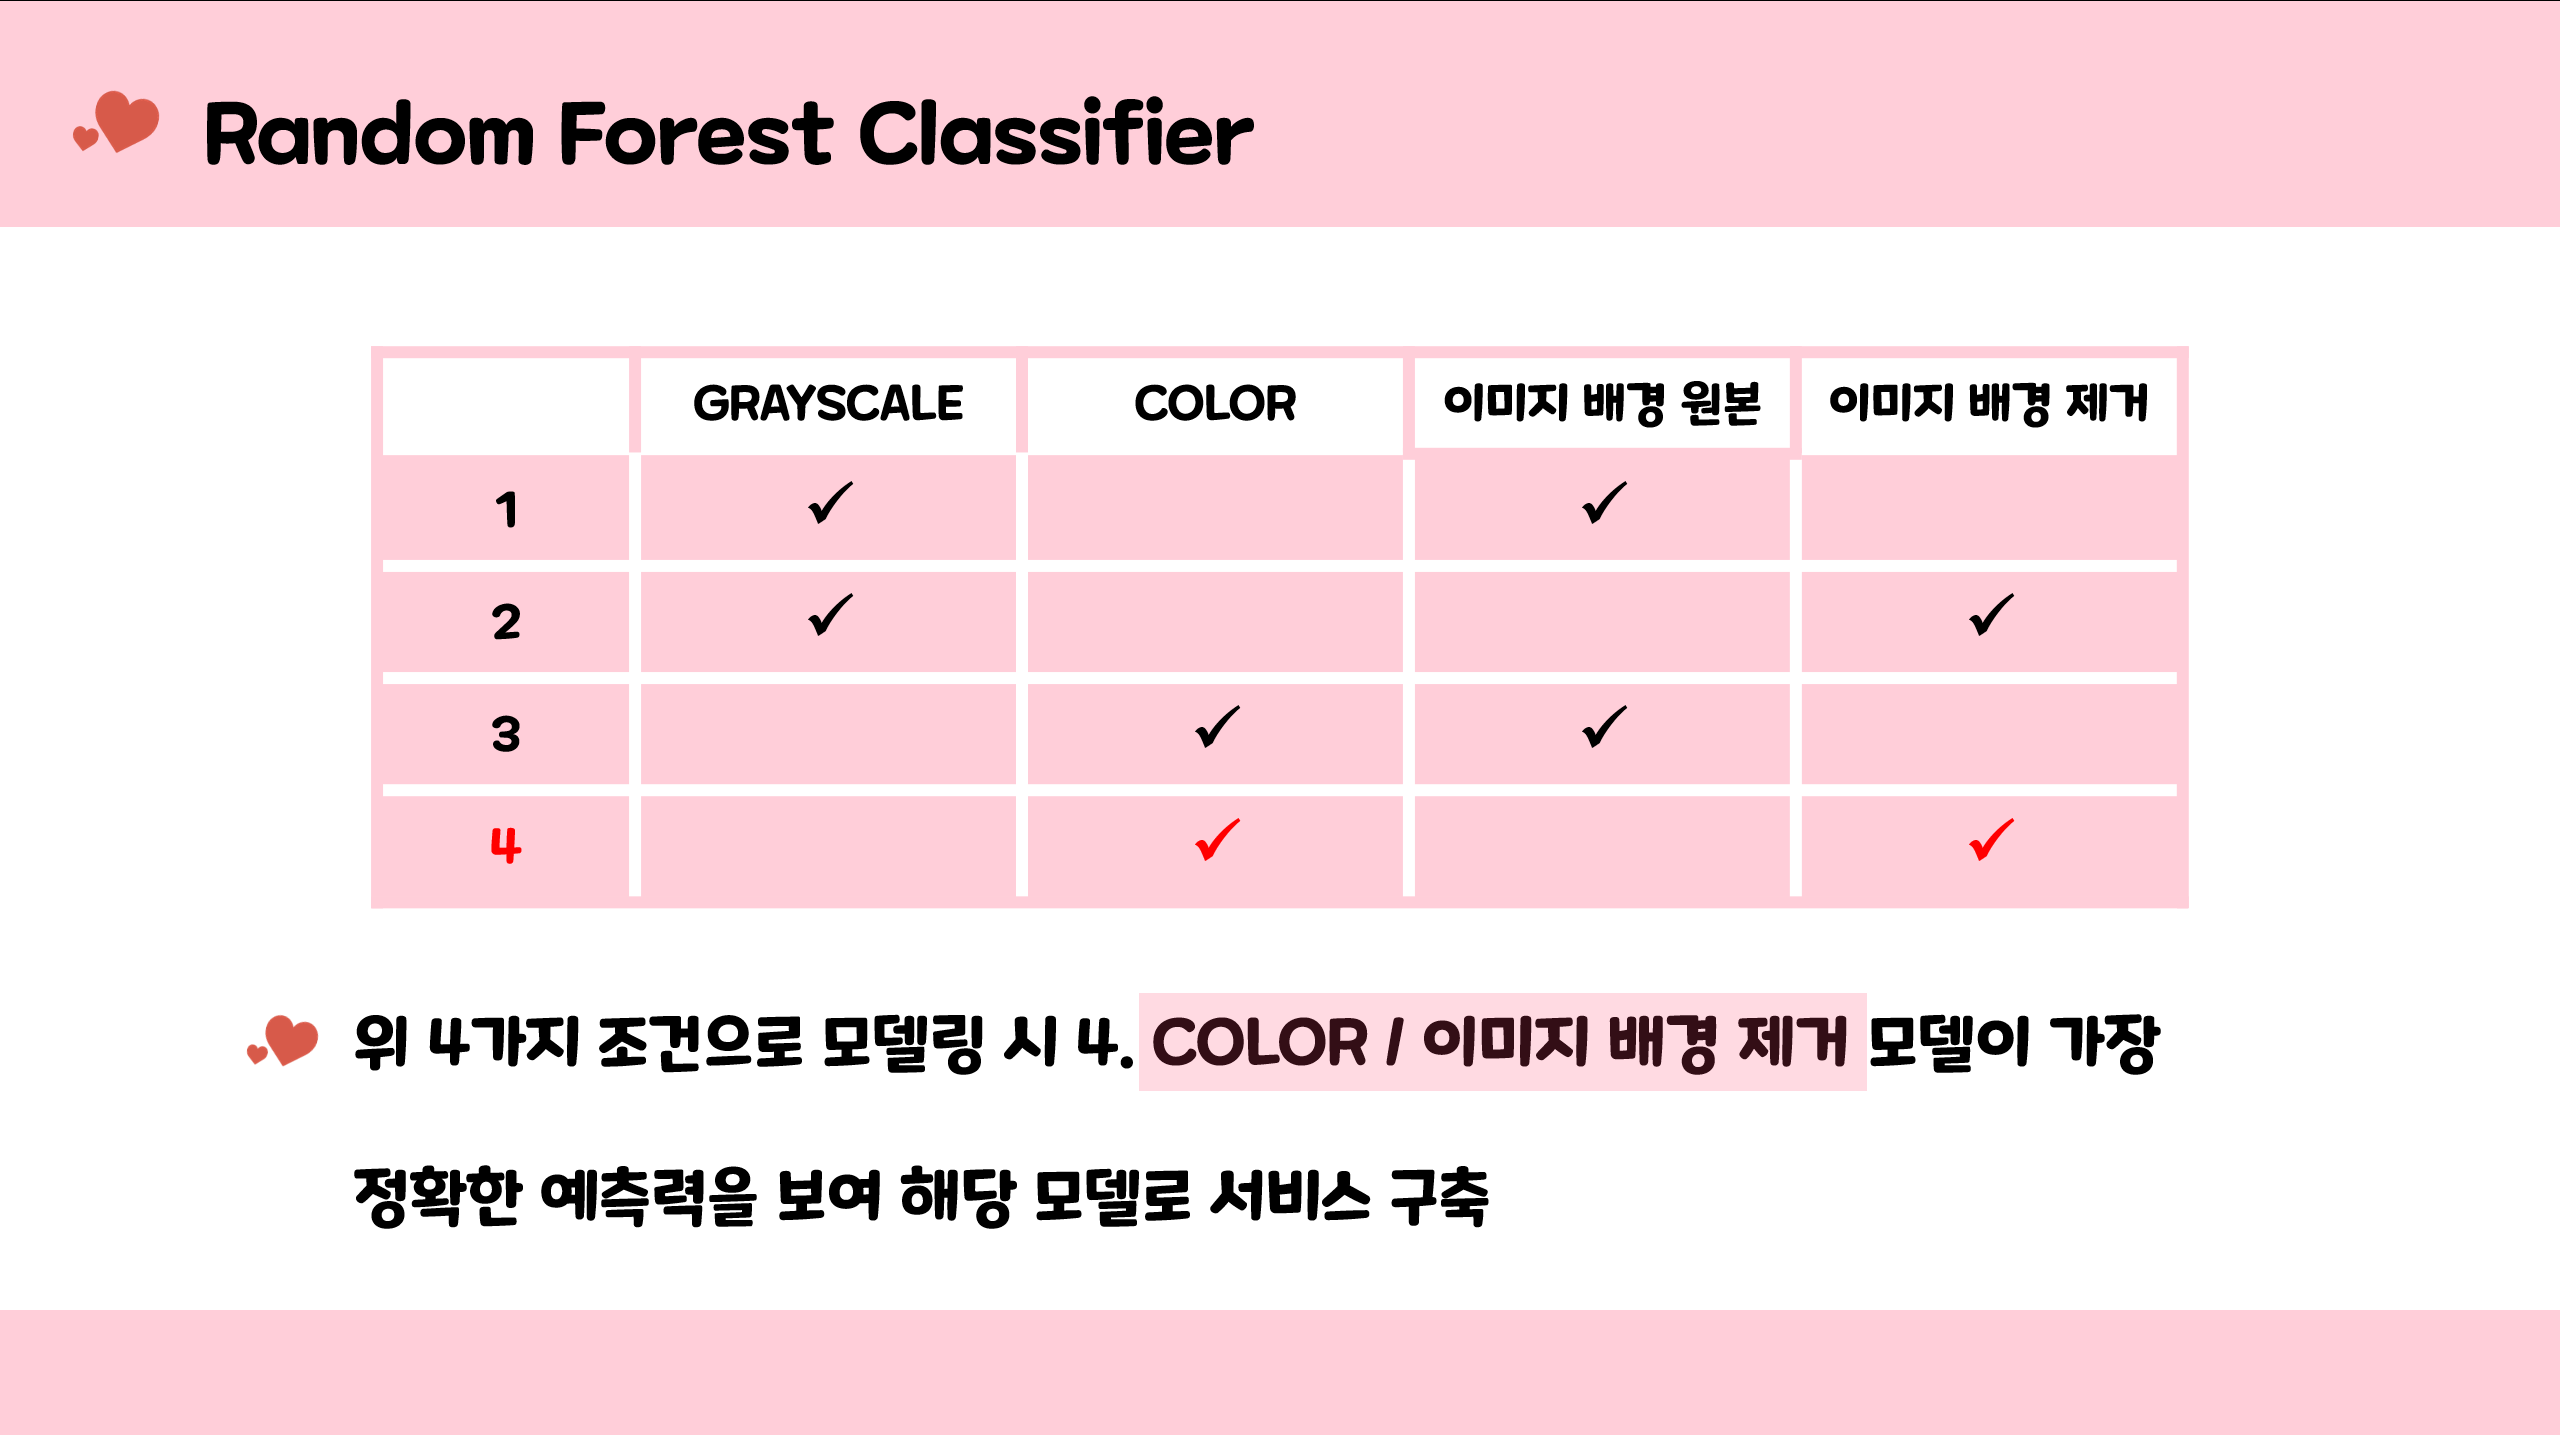 Random Forest Classifier
GRAYSCALE COLOR 이미지 배경 원본 이미지 배경 제거
1 ✓ ✓
2 ✓ ✓
3 ✓ ✓
4 ✓ ✓
위 4가지 조건으로 모델링 시 4. COLOR / 이미지 배경 제거 모델이 가장
정확한 예측력을 보여 해당 모델로 서비스 구축